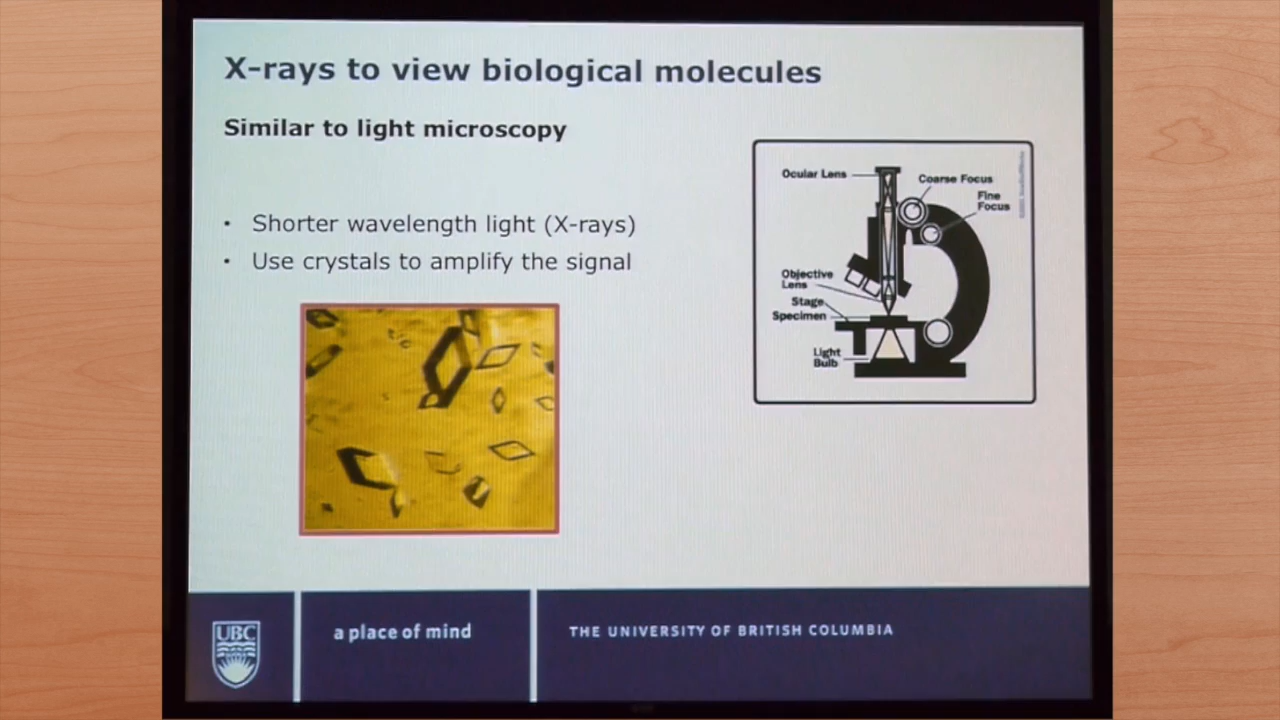 X-rays to view biological molecules
Similar to light microscopy
• Shorter wavelength light (X-rays)
• Use crystals to amplify the signal
Ocular Lens
Coarse Focus
Fine
Focus
Objective
Lens
Stage
Specimen
Light
Bulb
UBC
a place of mind
THE UNIVERSITY OF BRITISH COLUMBIA